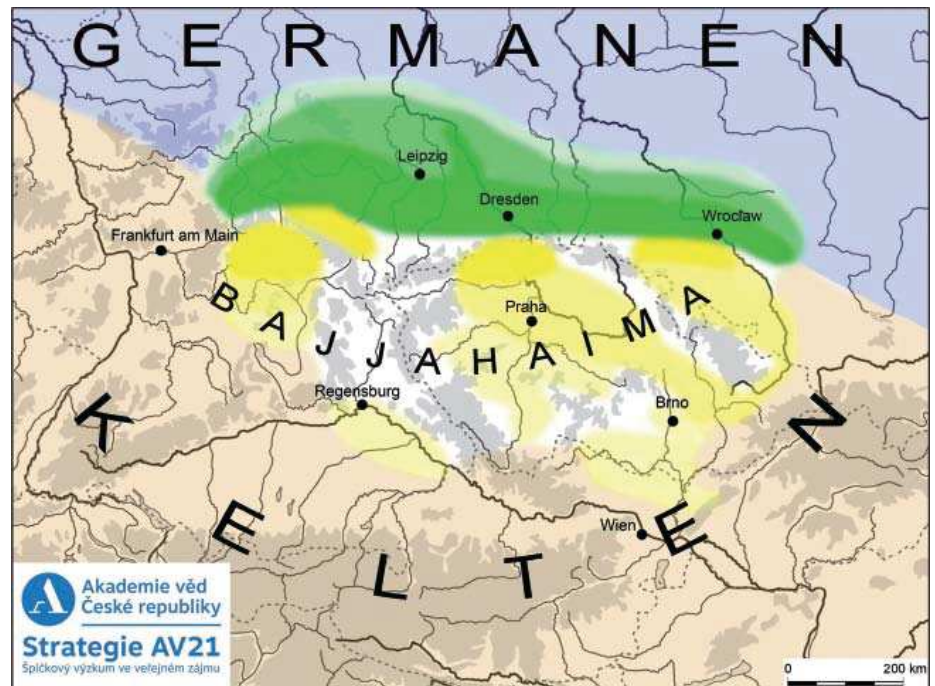 GERMANEN
Leipzig
Dresden
Wrocław
Frankfurt am Main
BAJJAHAIMA
Praha
Regensburg
Brno
KELTEN
Wien
Akademie věd
České republiky
Strategie AV21
Špičkový výzkum ve veřejném zájmu
0 200 km